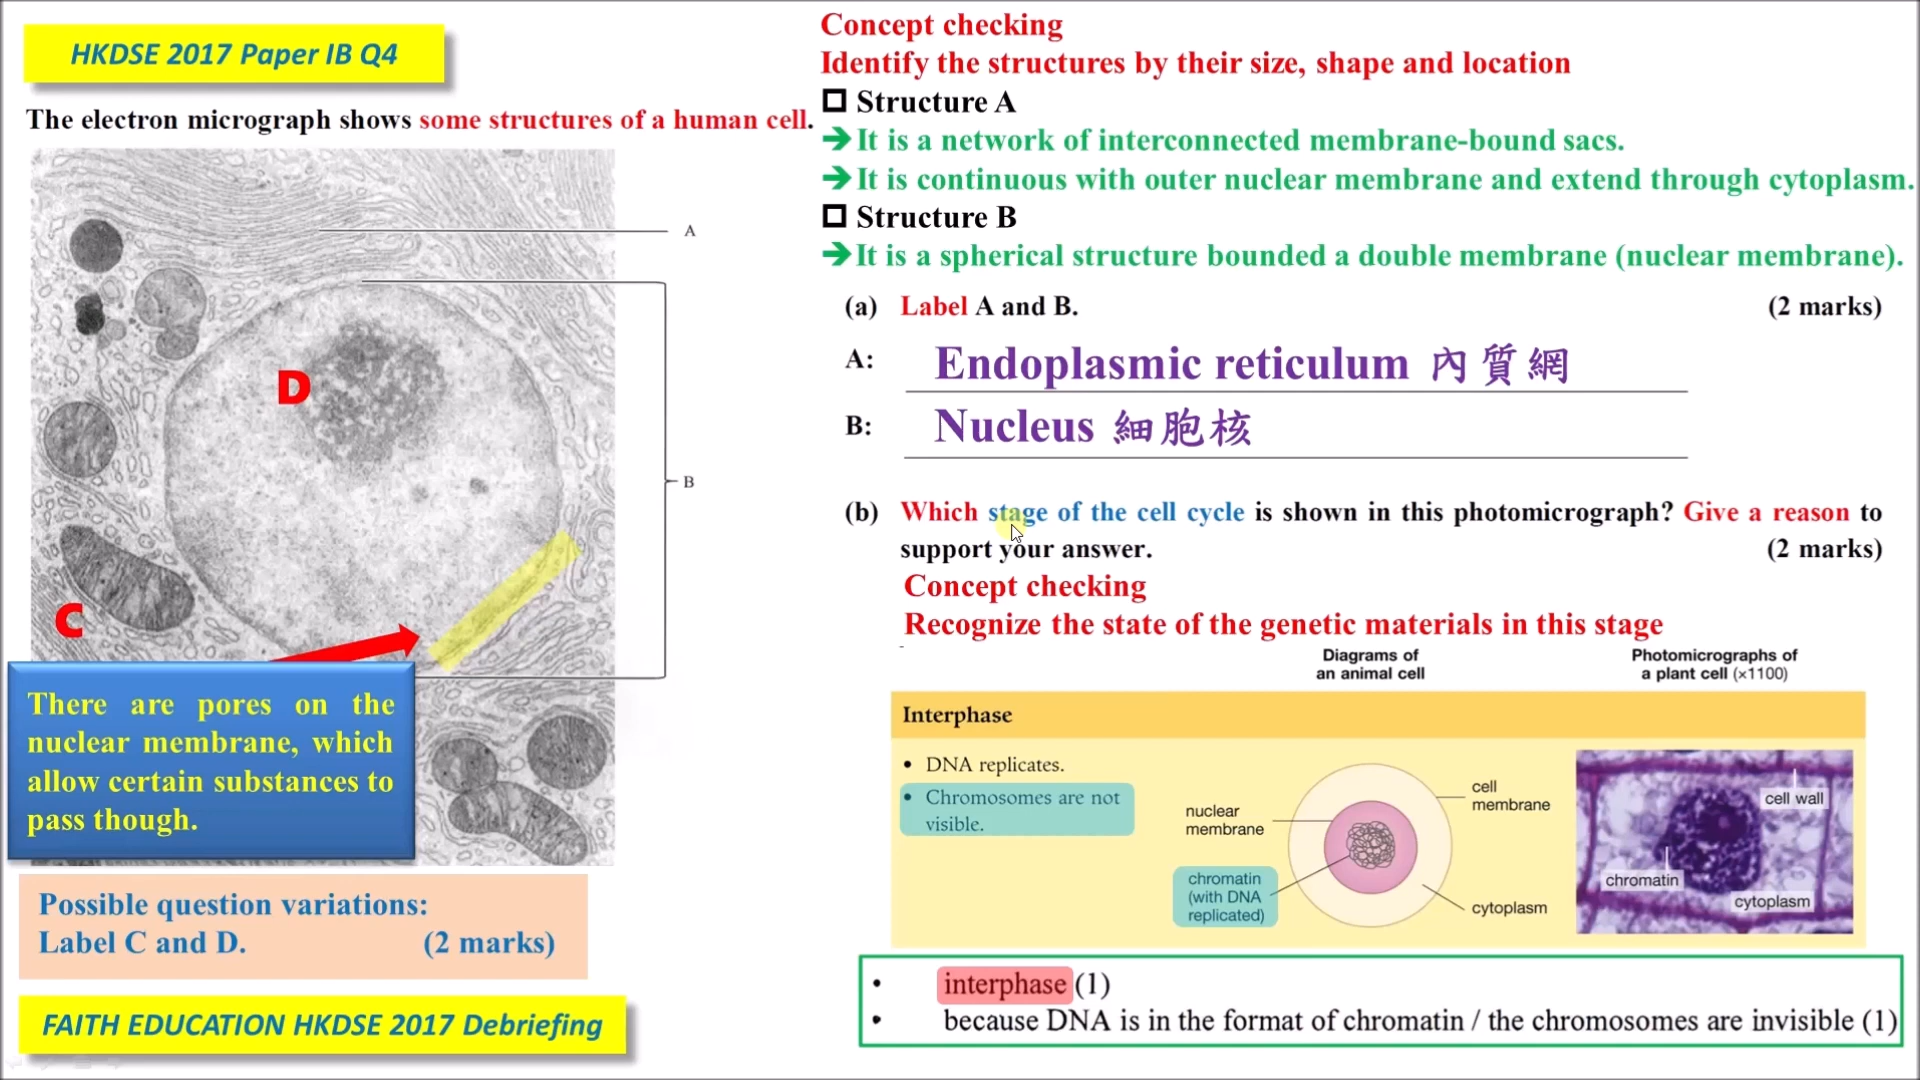 HKDSE 2017 Paper IB Q4
The electron micrograph shows some structures of a human cell.
A
B
C
D
There are pores on the
nuclear membrane, which
allow certain substances to
pass though.
Possible question variations:
Label C and D. (2 marks)
FAITH EDUCATION HKDSE 2017 Debriefing
Concept checking
Identify the structures by their size, shape and location
Structure A
It is a network of interconnected membrane-bound sacs.
It is continuous with outer nuclear membrane and extend through cytoplasm.
Structure B
It is a spherical structure bounded a double membrane (nuclear membrane).
(a) Label A and B. (2 marks)
A: Endoplasmic reticulum 內質網
B: Nucleus 細胞核
(b) Which stage of the cell cycle is shown in this photomicrograph? Give a reason to
support your answer. (2 marks)
Concept checking
Recognize the state of the genetic materials in this stage
Diagrams of
an animal cell
Photomicrographs of
a plant cell (×1100)
Interphase
• DNA replicates.
• Chromosomes are not
visible.
nuclear
membrane
chromatin
(with DNA
replicated)
cell
membrane
cytoplasm
cell wall
chromatin
cytoplasm
• interphase (1)
• because DNA is in the format of chromatin / the chromosomes are invisible (1)